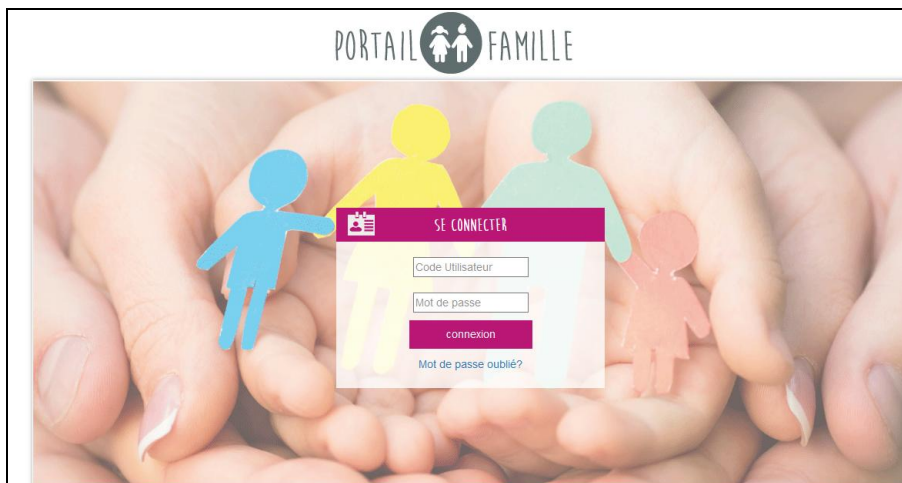 PORTAIL FAMILLE
SE CONNECTER
Code Utilisateur
Mot de passe
connexion
Mot de passe oublié?